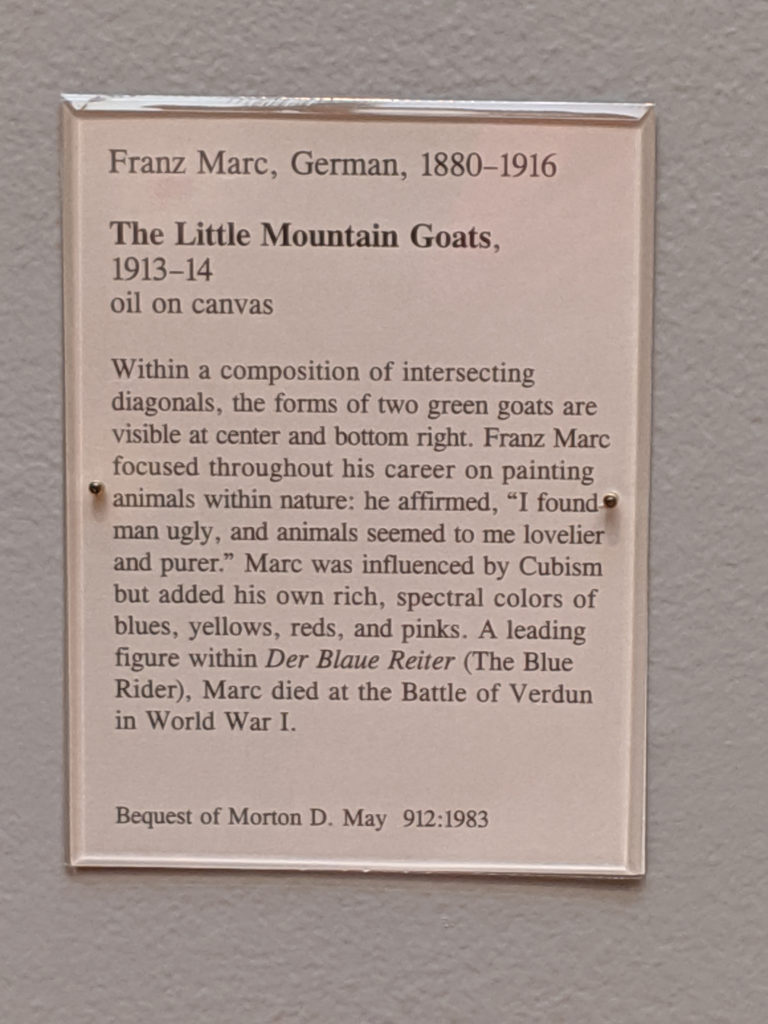 Franz Marc, German, 1880–1916
The Little Mountain Goats,
1913–14
oil on canvas
Within a composition of intersecting
diagonals, the forms of two green goats are
visible at center and bottom right. Franz Marc
focused throughout his career on painting
animals within nature: he affirmed, “I found
man ugly, and animals seemed to me lovelier
and purer.” Marc was influenced by Cubism
but added his own rich, spectral colors of
blues, yellows, reds, and pinks. A leading
figure within Der Blaue Reiter (The Blue
Rider), Marc died at the Battle of Verdun
in World War I.
Bequest of Morton D. May 912:1983